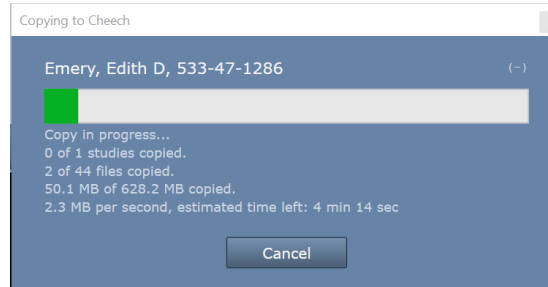 Copying to Cheech
Emery, Edith D, 533-47-1286
(-)
Copy in progress...
0 of 1 studies copied.
2 of 44 files copied.
50.1 MB of 628.2 MB copied.
2.3 MB per second, estimated time left: 4 min 14 sec
Cancel